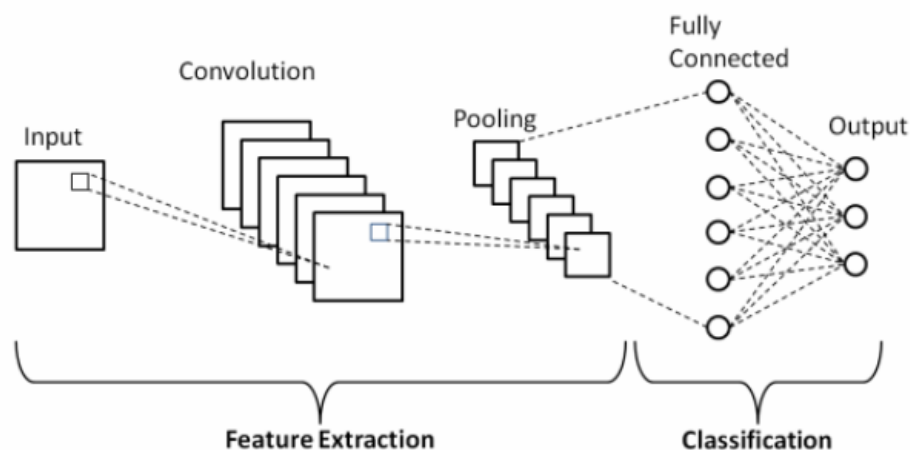 Input
Convolution
Pooling
Fully
Connected
Output
Feature Extraction
Classification